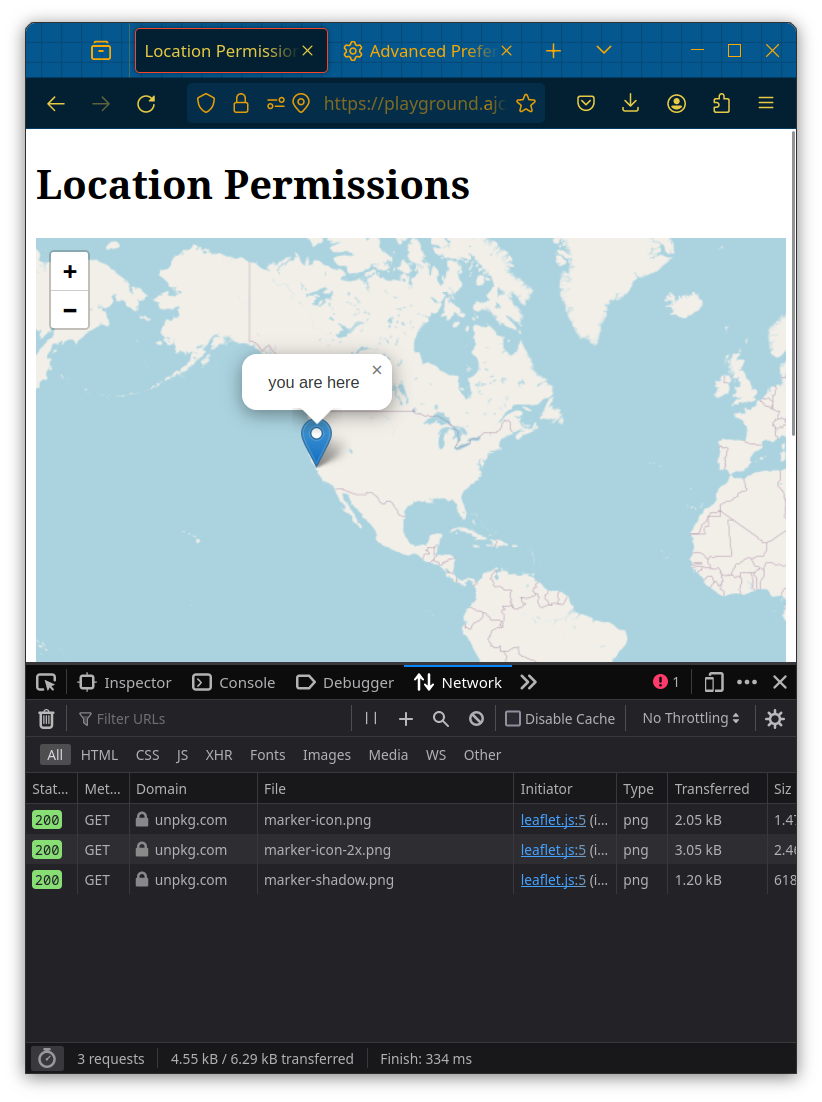 Location Permissio
Advanced Prefe
https://playground.ajc
Location Permissions
+
−
you are here ×
Inspector Console Debugger Network 1
Filter URLs Disable Cache No Throttling
All HTML CSS JS XHR Fonts Images Media WS Other
Stat... Met... Domain File Initiator Type Transferred Siz
200 GET unpkg.com marker-icon.png leaflet.js:5 (i... png 2.05 kB 1.47
200 GET unpkg.com marker-icon-2x.png leaflet.js:5 (i... png 3.05 kB 2.46
200 GET unpkg.com marker-shadow.png leaflet.js:5 (i... png 1.20 kB 618
3 requests 4.55 kB / 6.29 kB transferred Finish: 334 ms